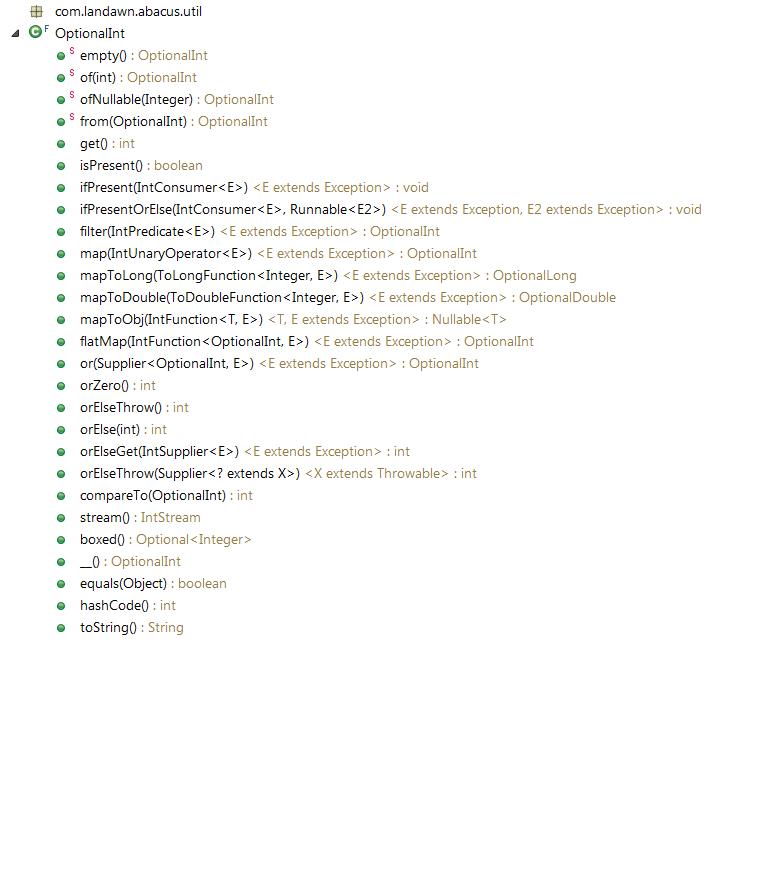 com.landawn.abacus.util
C F OptionalInt
S empty() : OptionalInt
S of(int) : OptionalInt
S ofNullable(Integer) : OptionalInt
S from(OptionalInt) : OptionalInt
get() : int
isPresent() : boolean
ifPresent(IntConsumer<E>) <E extends Exception> : void
ifPresentOrElse(IntConsumer<E>, Runnable<E2>) <E extends Exception, E2 extends Exception> : void
filter(IntPredicate<E>) <E extends Exception> : OptionalInt
map(IntUnaryOperator<E>) <E extends Exception> : OptionalInt
mapToLong(ToLongFunction<Integer, E>) <E extends Exception> : OptionalLong
mapToDouble(ToDoubleFunction<Integer, E>) <E extends Exception> : OptionalDouble
mapToObj(IntFunction<T, E>) <T, E extends Exception> : Nullable<T>
flatMap(IntFunction<OptionalInt, E>) <E extends Exception> : OptionalInt
or(Supplier<OptionalInt, E>) <E extends Exception> : OptionalInt
orZero() : int
orElseThrow() : int
orElse(int) : int
orElseGet(IntSupplier<E>) <E extends Exception> : int
orElseThrow(Supplier<? extends X>) <X extends Throwable> : int
compareTo(OptionalInt) : int
stream() : IntStream
boxed() : Optional<Integer>
__() : OptionalInt
equals(Object) : boolean
hashCode() : int
toString() : String